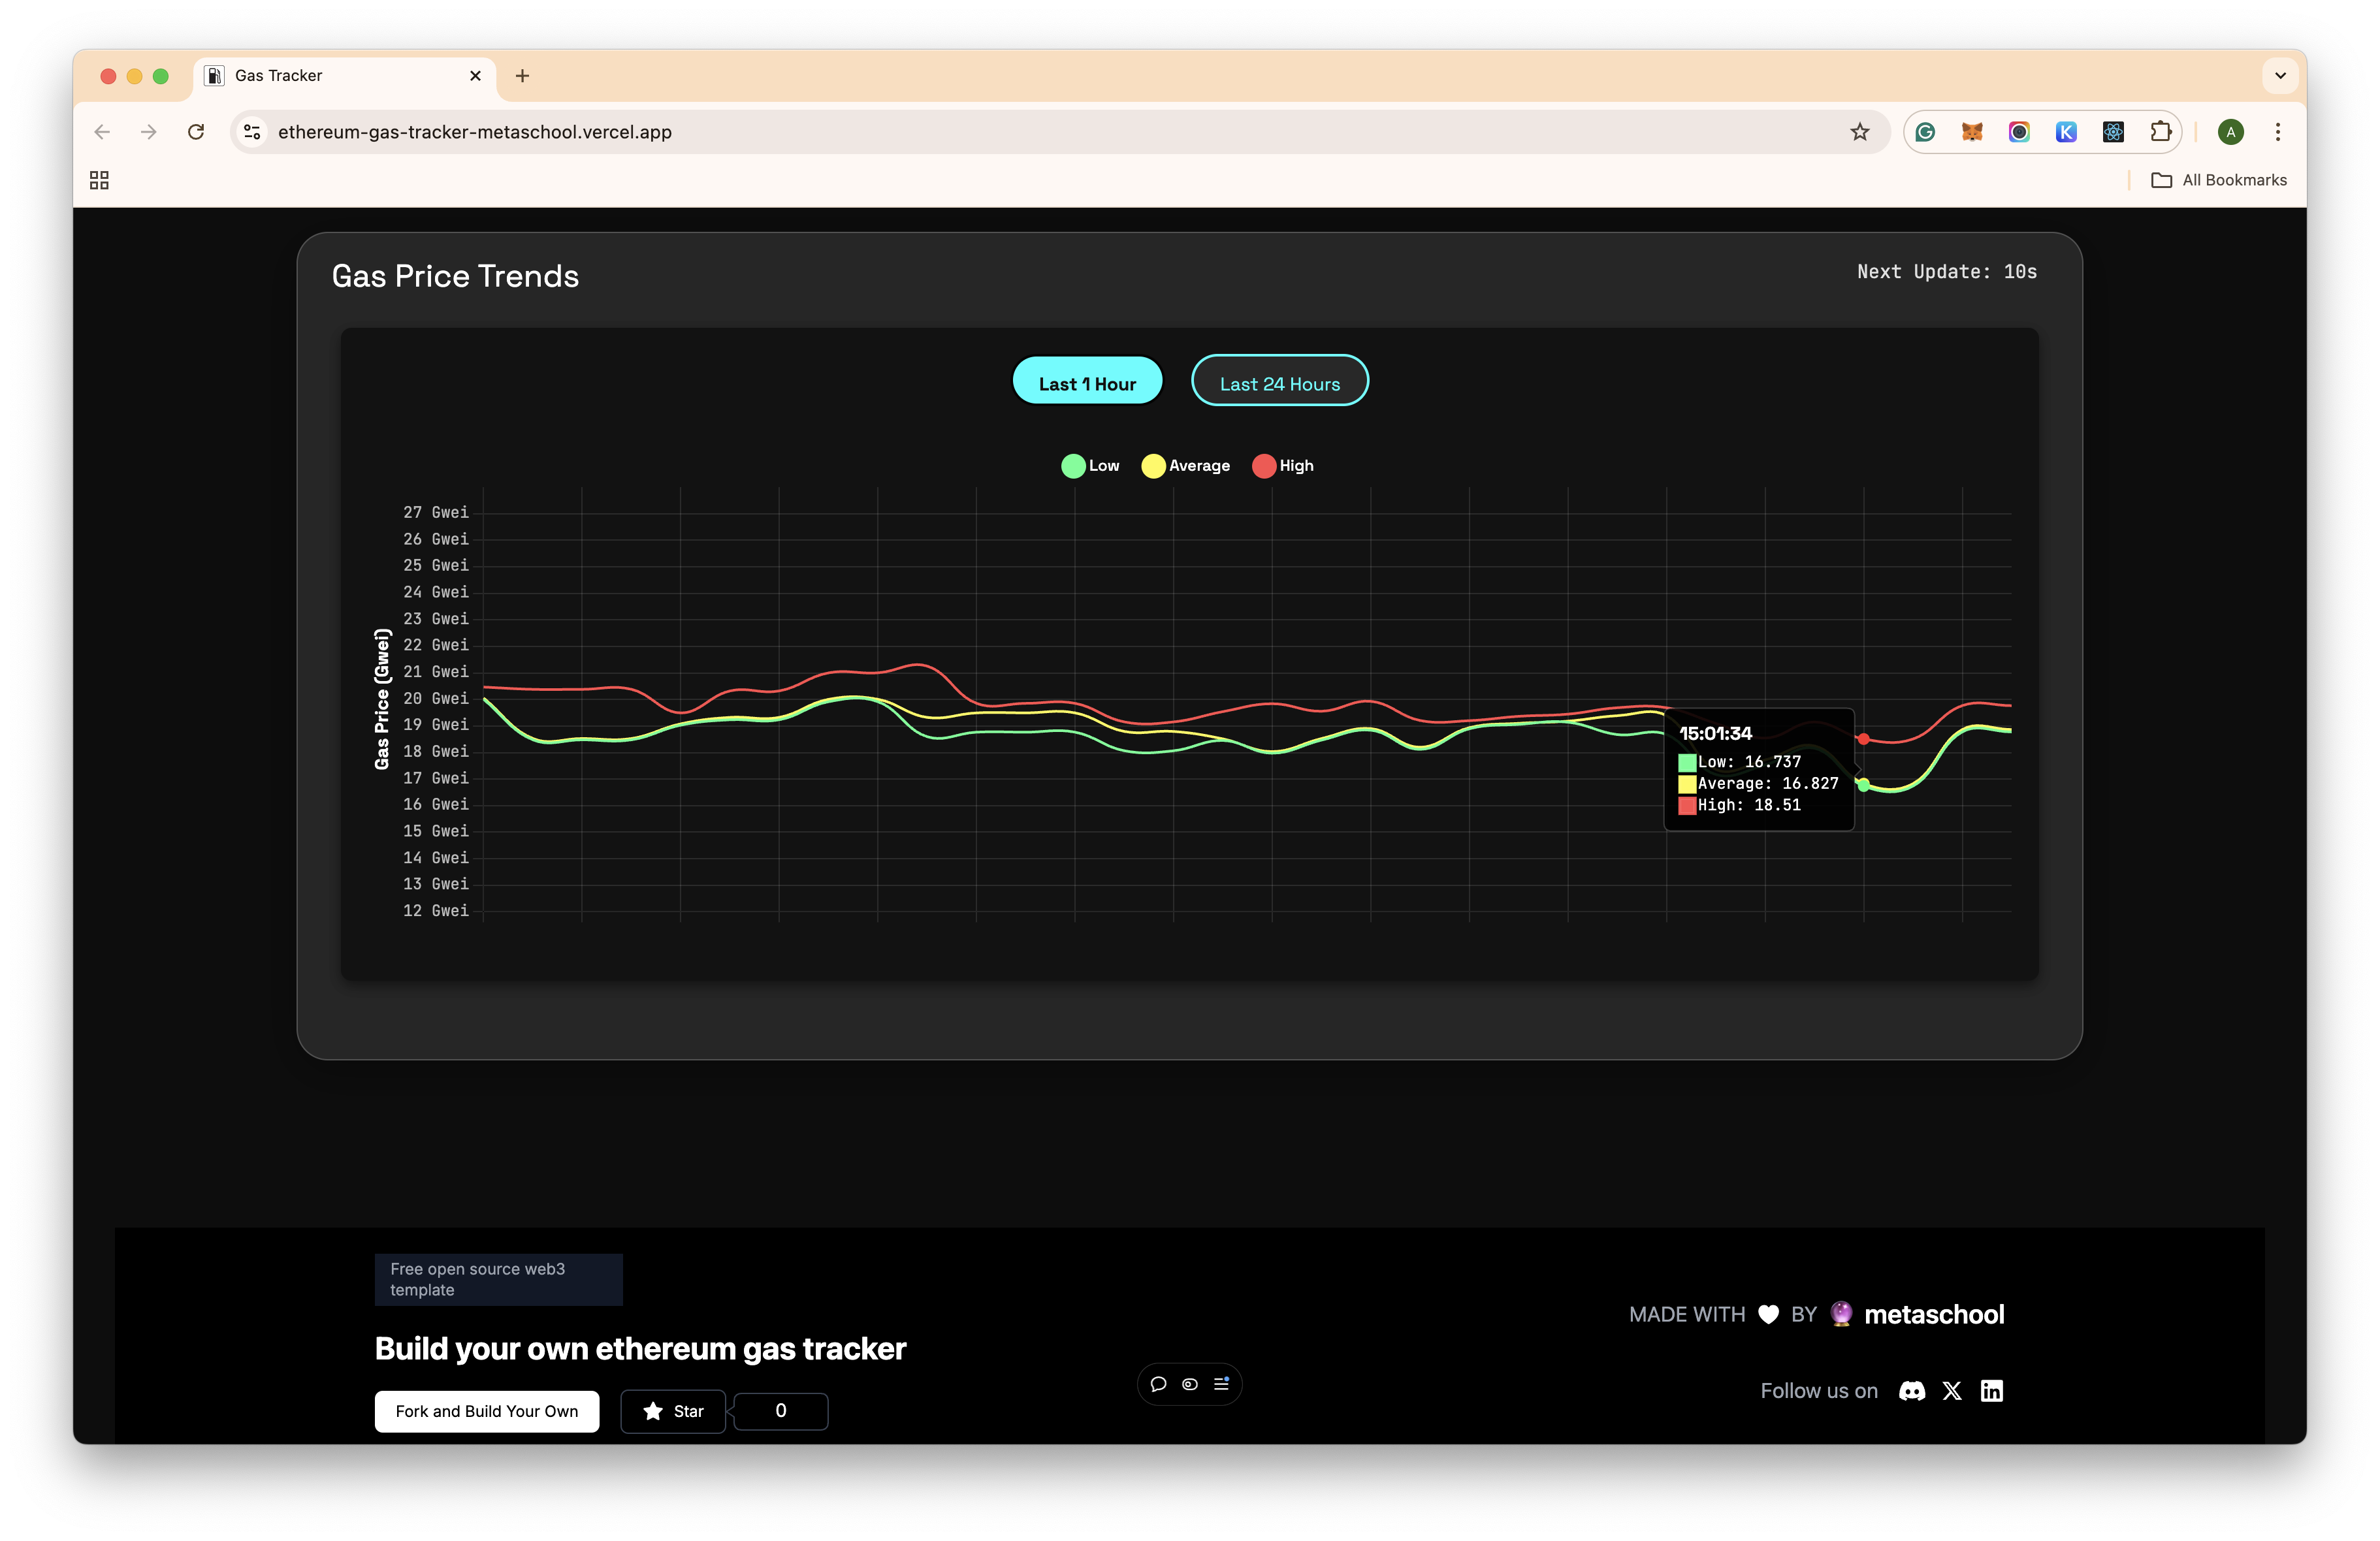 Gas Tracker
ethereum-gas-tracker-metaschool.vercel.app
A
All Bookmarks
Gas Price Trends
Next Update: 10s
Last 1 Hour
Last 24 Hours
Low
Average
High
Gas Price (Gwei)
27 Gwei
26 Gwei
25 Gwei
24 Gwei
23 Gwei
22 Gwei
21 Gwei
20 Gwei
19 Gwei
18 Gwei
17 Gwei
16 Gwei
15 Gwei
14 Gwei
13 Gwei
12 Gwei
15:01:34
Low: 16.737
Average: 16.827
High: 18.51
Free open source web3
template
Build your own ethereum gas tracker
Fork and Build Your Own
Star
0
MADE WITH BY metaschool
Follow us on